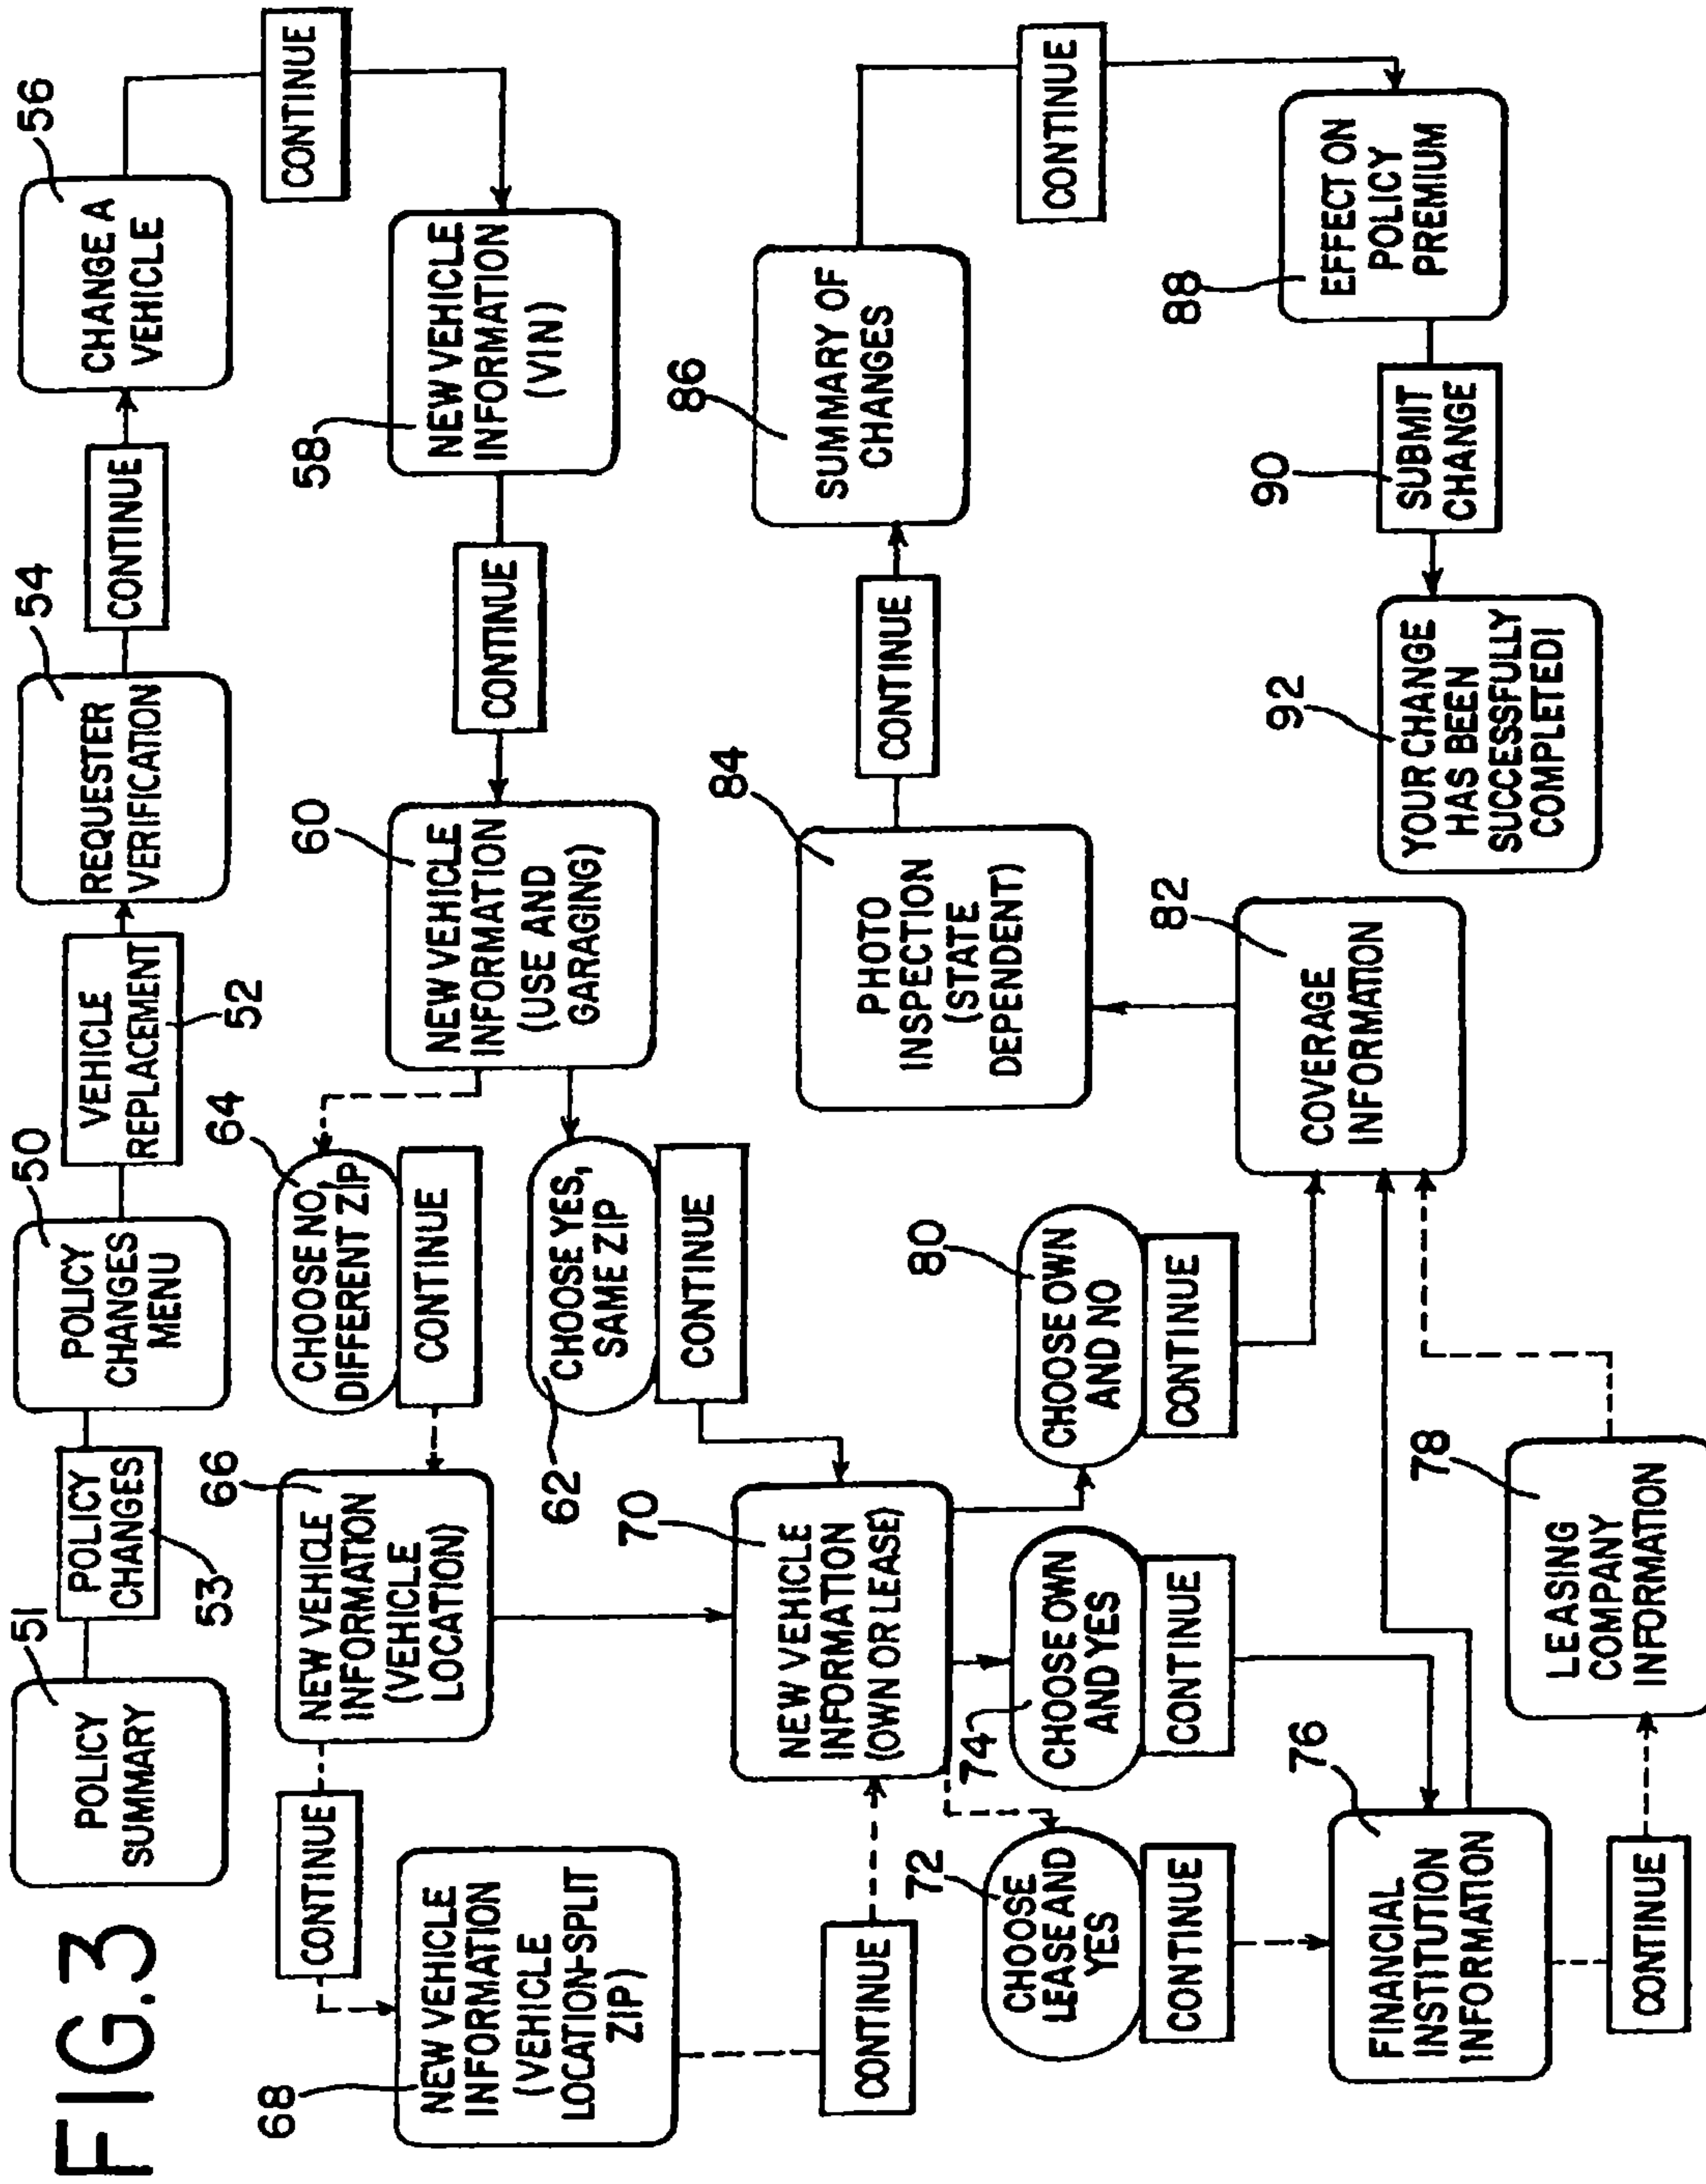 FIG.3
51
POLICY
SUMMARY
POLICY
CHANGES
53
50
POLICY
CHANGES
MENU
VEHICLE
REPLACEMENT
52
54
REQUESTER
VERIFICATION
CONTINUE
56
CHANGE A
VEHICLE
CONTINUE
58
NEW VEHICLE
INFORMATION
(VIN)
CONTINUE
60
NEW VEHICLE
INFORMATION
(USE AND
GARAGING)
64
CHOOSE NO,
DIFFERENT ZIP
CONTINUE
62
CHOOSE YES,
SAME ZIP
CONTINUE
66
NEW VEHICLE
INFORMATION
(VEHICLE
LOCATION)
CONTINUE
68
NEW VEHICLE
INFORMATION
(VEHICLE
LOCATION-SPLIT
ZIP)
CONTINUE
70
NEW VEHICLE
INFORMATION
(OWN OR LEASE)
72
CHOOSE
LEASE AND
YES
CONTINUE
74
CHOOSE OWN
AND YES
CONTINUE
80
CHOOSE OWN
AND NO
CONTINUE
76
FINANCIAL
INSTITUTION
INFORMATION
CONTINUE
78
LEASING
COMPANY
INFORMATION
82
COVERAGE
INFORMATION
84
PHOTO
INSPECTION
(STATE
DEPENDENT)
CONTINUE
86
SUMMARY OF
CHANGES
CONTINUE
88
EFFECT ON
POLICY
PREMIUM
90
SUBMIT
CHANGE
92
YOUR CHANGE
HAS BEEN
SUCCESSFULLY
COMPLETED!